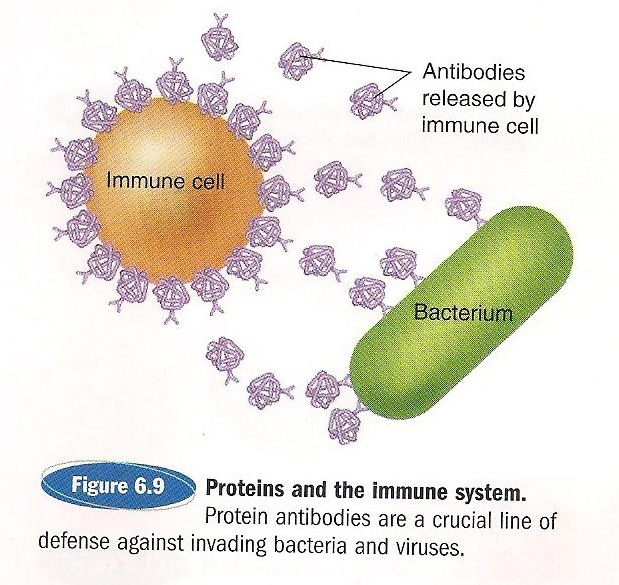 Antibodies
released by
immune cell
Immune cell
Bacterium
Figure 6.9 Proteins and the immune system.
Protein antibodies are a crucial line of
defense against invading bacteria and viruses.